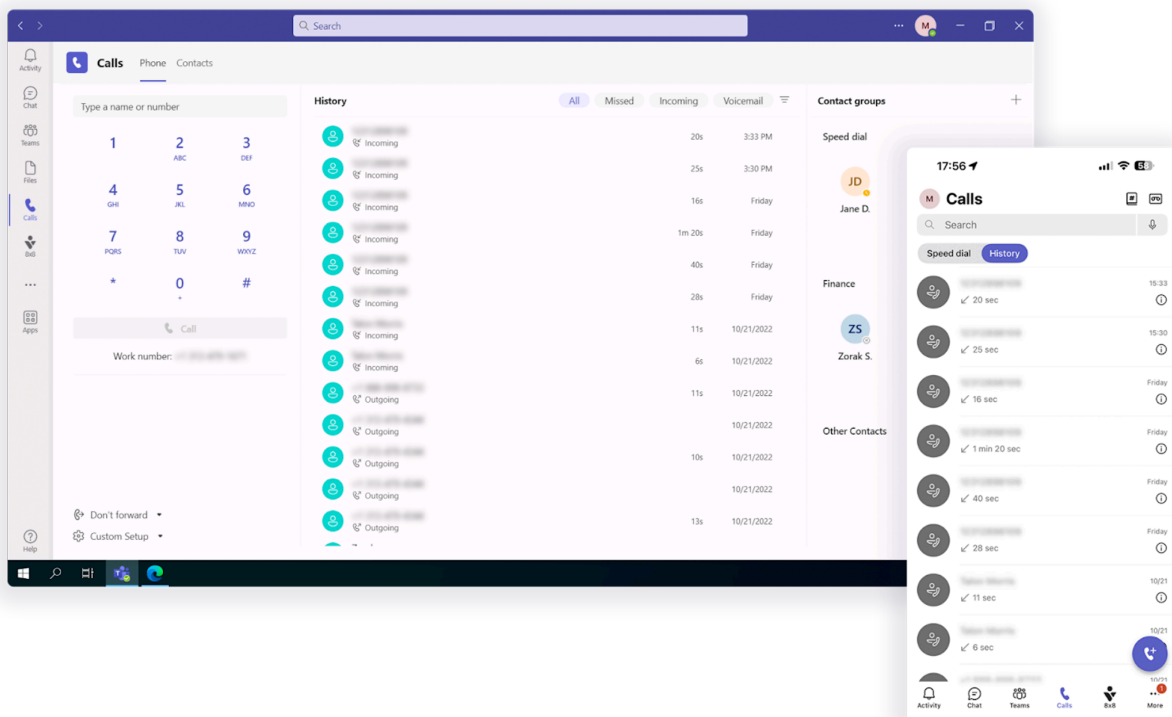 Search
M
Activity
Chat
Teams
Files
Calls
8x8
Apps
Help
Calls
Phone
Contacts
Type a name or number
1
2
3
ABC
DEF
4
5
6
GHI
JKL
MNO
7
8
9
PQRS
TUV
WXYZ
*
0
#
+
Call
Work number:
Don't forward
Custom Setup
History
All
Missed
Incoming
Voicemail
Incoming 20s 3:33 PM
Incoming 25s 3:30 PM
Incoming 16s Friday
Incoming 1m 20s Friday
Incoming 40s Friday
Incoming 28s Friday
Incoming 11s 10/21/2022
Incoming 6s 10/21/2022
Outgoing 11s 10/21/2022
Outgoing 10/21/2022
Outgoing 10s 10/21/2022
Outgoing 10/21/2022
Outgoing 13s 10/21/2022
Contact groups
Speed dial
JD
Jane D.
Finance
ZS
Zorak S.
Other Contacts
17:56
58
M
Calls
Search
Speed dial
History
15:33
20 sec
15:30
25 sec
Friday
16 sec
Friday
1 min 20 sec
Friday
40 sec
Friday
28 sec
10/21
11 sec
10/21
6 sec
10/21
1
Activity
Chat
Teams
Calls
8x8
More